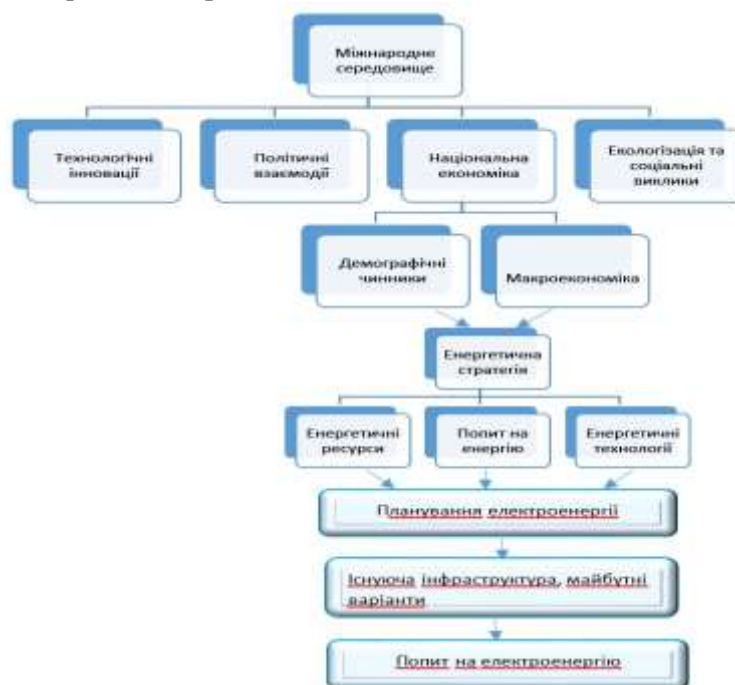 Міжнародне
середовище
Технологічні
інновації
Політичні
взаємодії
Національна
економіка
Екологізація та
соціальні
виклики
Демографічні
чинники
Макроекономіка
Енергетична
стратегія
Енергетичні
ресурси
Попит на
енергію
Енергетичні
технології
Планування електроенергії
Існуюча інфраструктура, майбутні
варіанти
Попит на електроенергію